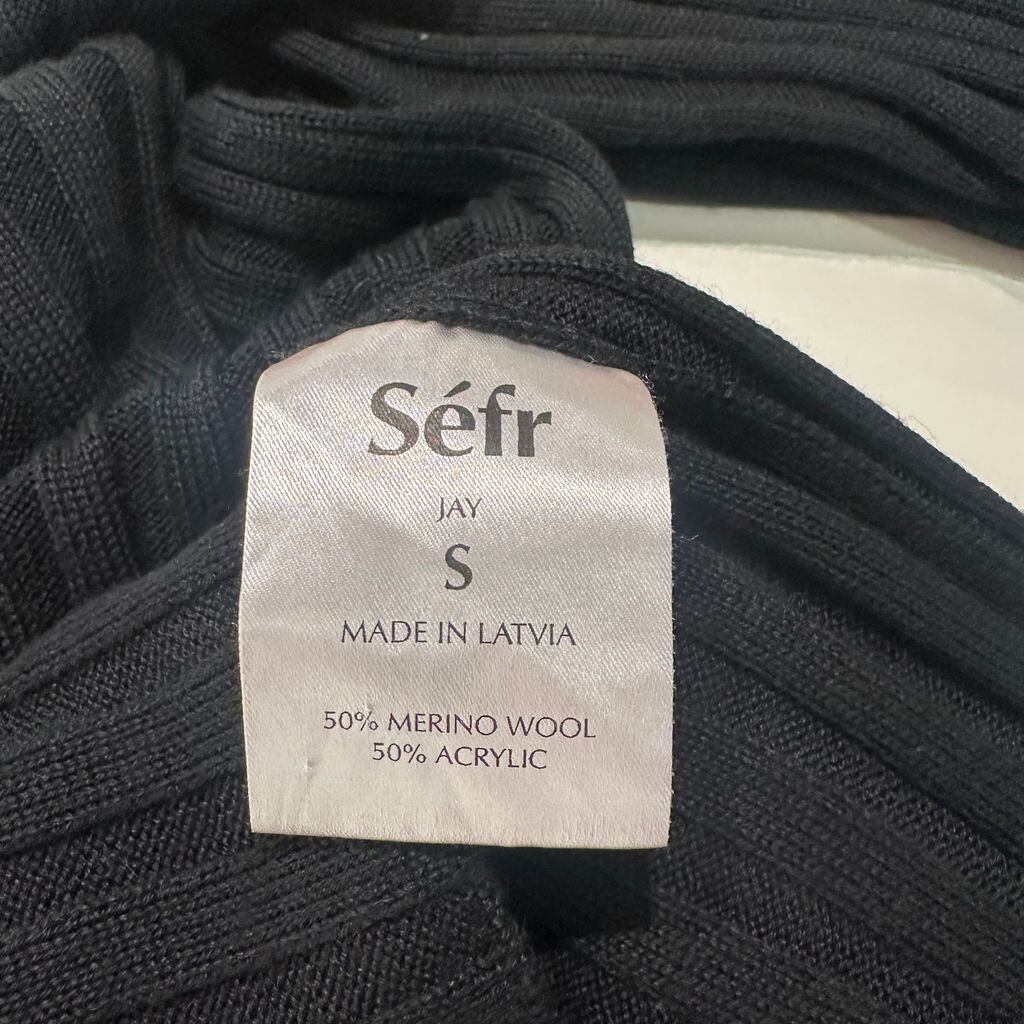 Séfr
JAY
S
MADE IN LATVIA
50% MERINO WOOL
50% ACRYLIC